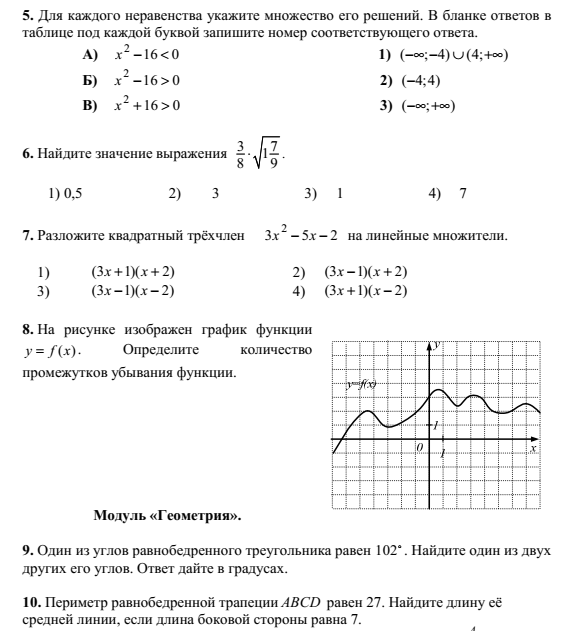 5. Для каждого неравенства укажите множество его решений. В бланке ответов в
таблице под каждой буквой запишите номер соответствующего ответа.
А) x² − 16 < 0 1) (−∞; −4) ∪ (4; +∞)
Б) x² − 16 > 0 2) (−4; 4)
В) x² + 16 > 0 3) (−∞; +∞)
6. Найдите значение выражения 3/8 · √(1 7/9) .
1) 0,5 2) 3 3) 1 4) 7
7. Разложите квадратный трёхчлен 3x² − 5x − 2 на линейные множители.
1) (3x + 1)(x + 2) 2) (3x − 1)(x + 2)
3) (3x − 1)(x − 2) 4) (3x + 1)(x − 2)
8. На рисунке изображен график функции
y = f(x). Определите количество
промежутков убывания функции.
y
y=f(x)
1
0 1 x
Модуль «Геометрия».
9. Один из углов равнобедренного треугольника равен 102°. Найдите один из двух
других его углов. Ответ дайте в градусах.
10. Периметр равнобедренной трапеции ABCD равен 27. Найдите длину её
средней линии, если длина боковой стороны равна 7.